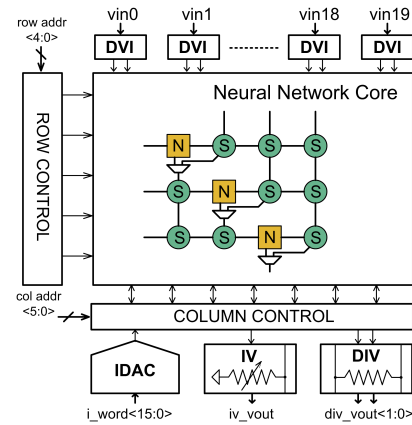 vin0 vin1 vin18 vin19
row addr
<4:0>
DVI DVI DVI DVI
Neural Network Core
ROW CONTROL
N S S S
S N S S
S S N S
col addr
<5:0>
COLUMN CONTROL
IDAC IV DIV
i_word<15:0> iv_vout div_vout<1:0>